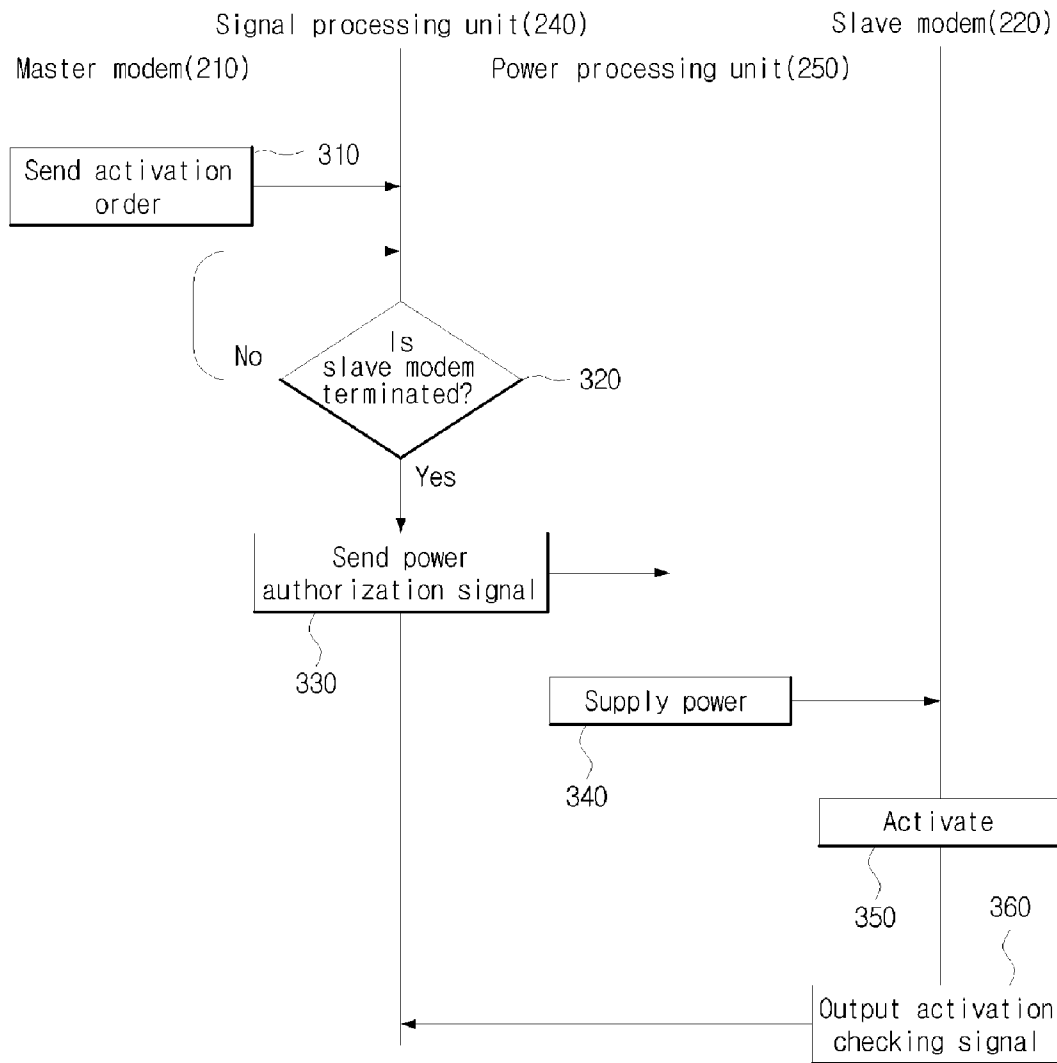 Signal processing unit(240)
Slave modem(220)
Master modem(210)
Power processing unit(250)
310
Send activation
order
No
Is
slave modem
terminated?
320
Yes
Send power
authorization signal
330
Supply power
340
Activate
350
360
Output activation
checking signal